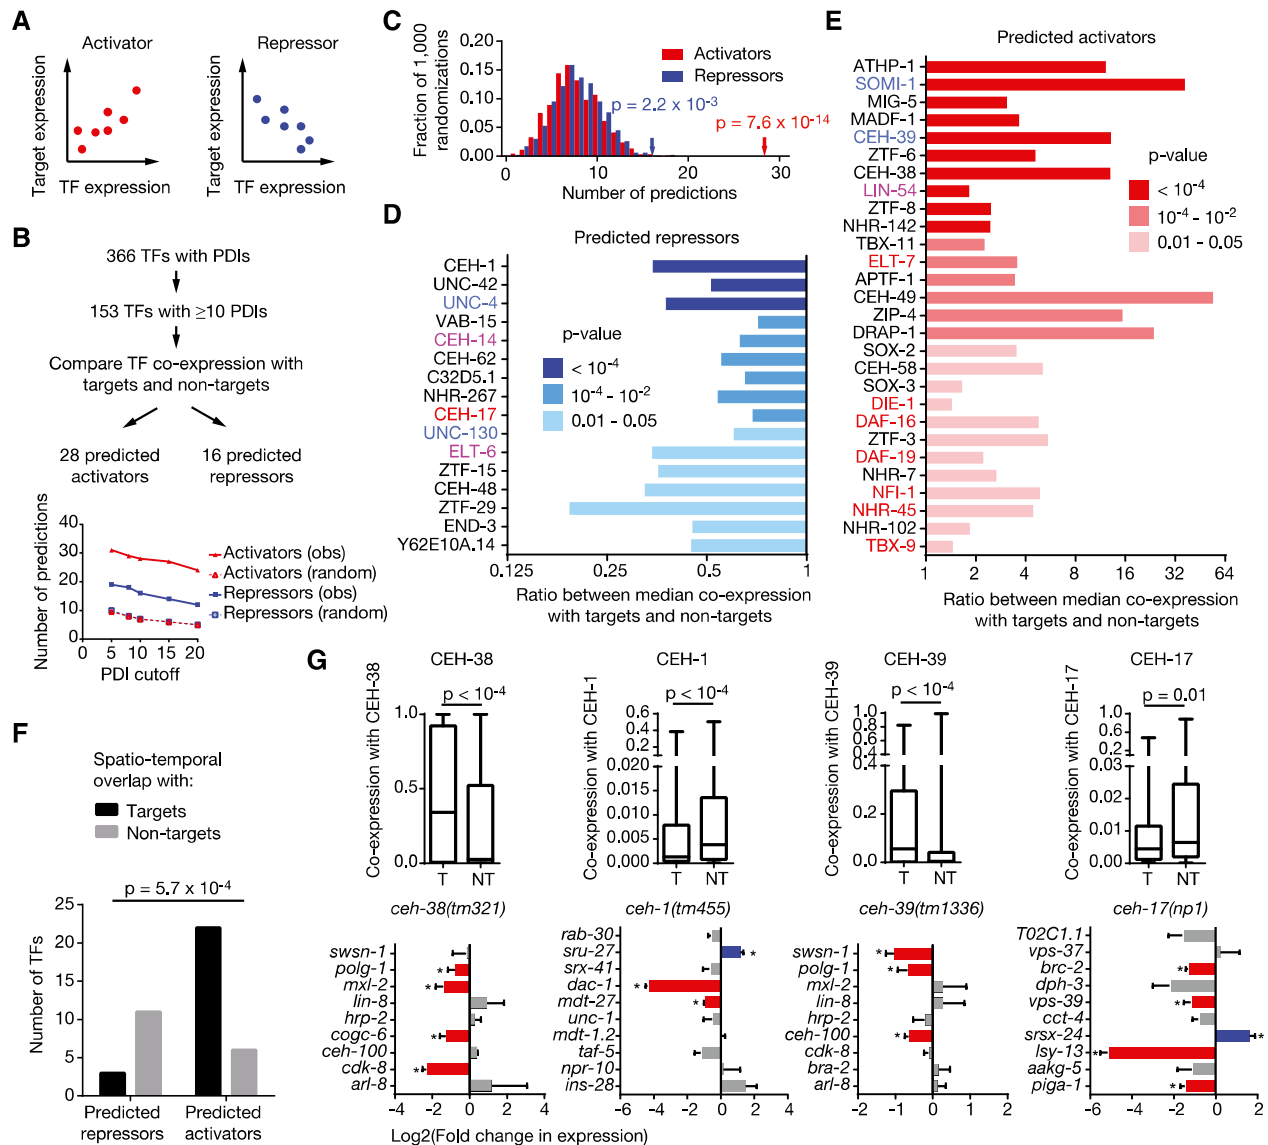 A
Activator
Target expression
TF expression
Repressor
Target expression
TF expression
B
366 TFs with PDIs
153 TFs with ≥10 PDIs
Compare TF co-expression with
targets and non-targets
28 predicted
activators
16 predicted
repressors
Number of predictions
40
30
20
10
0
0 5 10 15 20
PDI cutoff
Activators (obs)
Activators (random)
Repressors (obs)
Repressors (random)
C
Fraction of 1,000
randomizations
0.20
0.15
0.10
0.05
0.00
0 10 20 30
Number of predictions
Activators
Repressors
p = 2.2 x 10-3
p = 7.6 x 10-14
D
Predicted repressors
CEH-1
UNC-42
UNC-4
VAB-15
CEH-14
CEH-62
C32D5.1
NHR-267
CEH-17
UNC-130
ELT-6
ZTF-15
CEH-48
ZTF-29
END-3
Y62E10A.14
p-value
< 10-4
10-4 - 10-2
0.01 - 0.05
0.125 0.25 0.5 1
Ratio between median co-expression
with targets and non-targets
E
Predicted activators
ATHP-1
SOMI-1
MIG-5
MADF-1
CEH-39
ZTF-6
CEH-38
LIN-54
ZTF-8
NHR-142
TBX-11
ELT-7
APTF-1
CEH-49
ZIP-4
DRAP-1
SOX-2
CEH-58
SOX-3
DIE-1
DAF-16
ZTF-3
DAF-19
NHR-7
NFI-1
NHR-45
NHR-102
TBX-9
p-value
< 10-4
10-4 - 10-2
0.01 - 0.05
1 2 4 8 16 32 64
Ratio between median co-expression
with targets and non-targets
F
Spatio-temporal
overlap with:
Targets
Non-targets
p = 5.7 x 10-4
Number of TFs
25
20
15
10
5
0
Predicted
repressors
Predicted
activators
G
CEH-38
p < 10-4
Co-expression with CEH-38
1.0
0.5
0.0
T NT
CEH-1
p < 10-4
Co-expression with CEH-1
0.6
0.4
0.2
0.020
0.015
0.010
0.005
0.000
T NT
CEH-39
p < 10-4
Co-expression with CEH-39
1.0
0.8
0.6
0.4
0.2
0.0
T NT
CEH-17
p = 0.01
Co-expression with CEH-17
1.0
0.8
0.6
0.4
0.2
0.03
0.02
0.01
0.00
T NT
ceh-38(tm321)
swsn-1
polg-1
*
mxl-2
*
lin-8
hrp-2
cogc-6
*
ceh-100
cdk-8
*
arl-8
-4 -2 0 2 4
ceh-1(tm455)
rab-30
sru-27
*
srx-41
dac-1
*
mdt-27
*
unc-1
mdt-1.2
taf-5
npr-10
ins-28
-6 -4 -2 0 2 4
ceh-39(tm1336)
swsn-1
*
polg-1
*
mxl-2
lin-8
hrp-2
ceh-100
*
cdk-8
bra-2
arl-8
-2 -1 0 1 2
ceh-17(np1)
T02C1.1
vps-37
brc-2
*
dph-3
vps-39
*
cct-4
srsx-24
*
lsy-13
*
aakg-5
piga-1
*
-6 -4 -2 0 2
Log2(Fold change in expression)